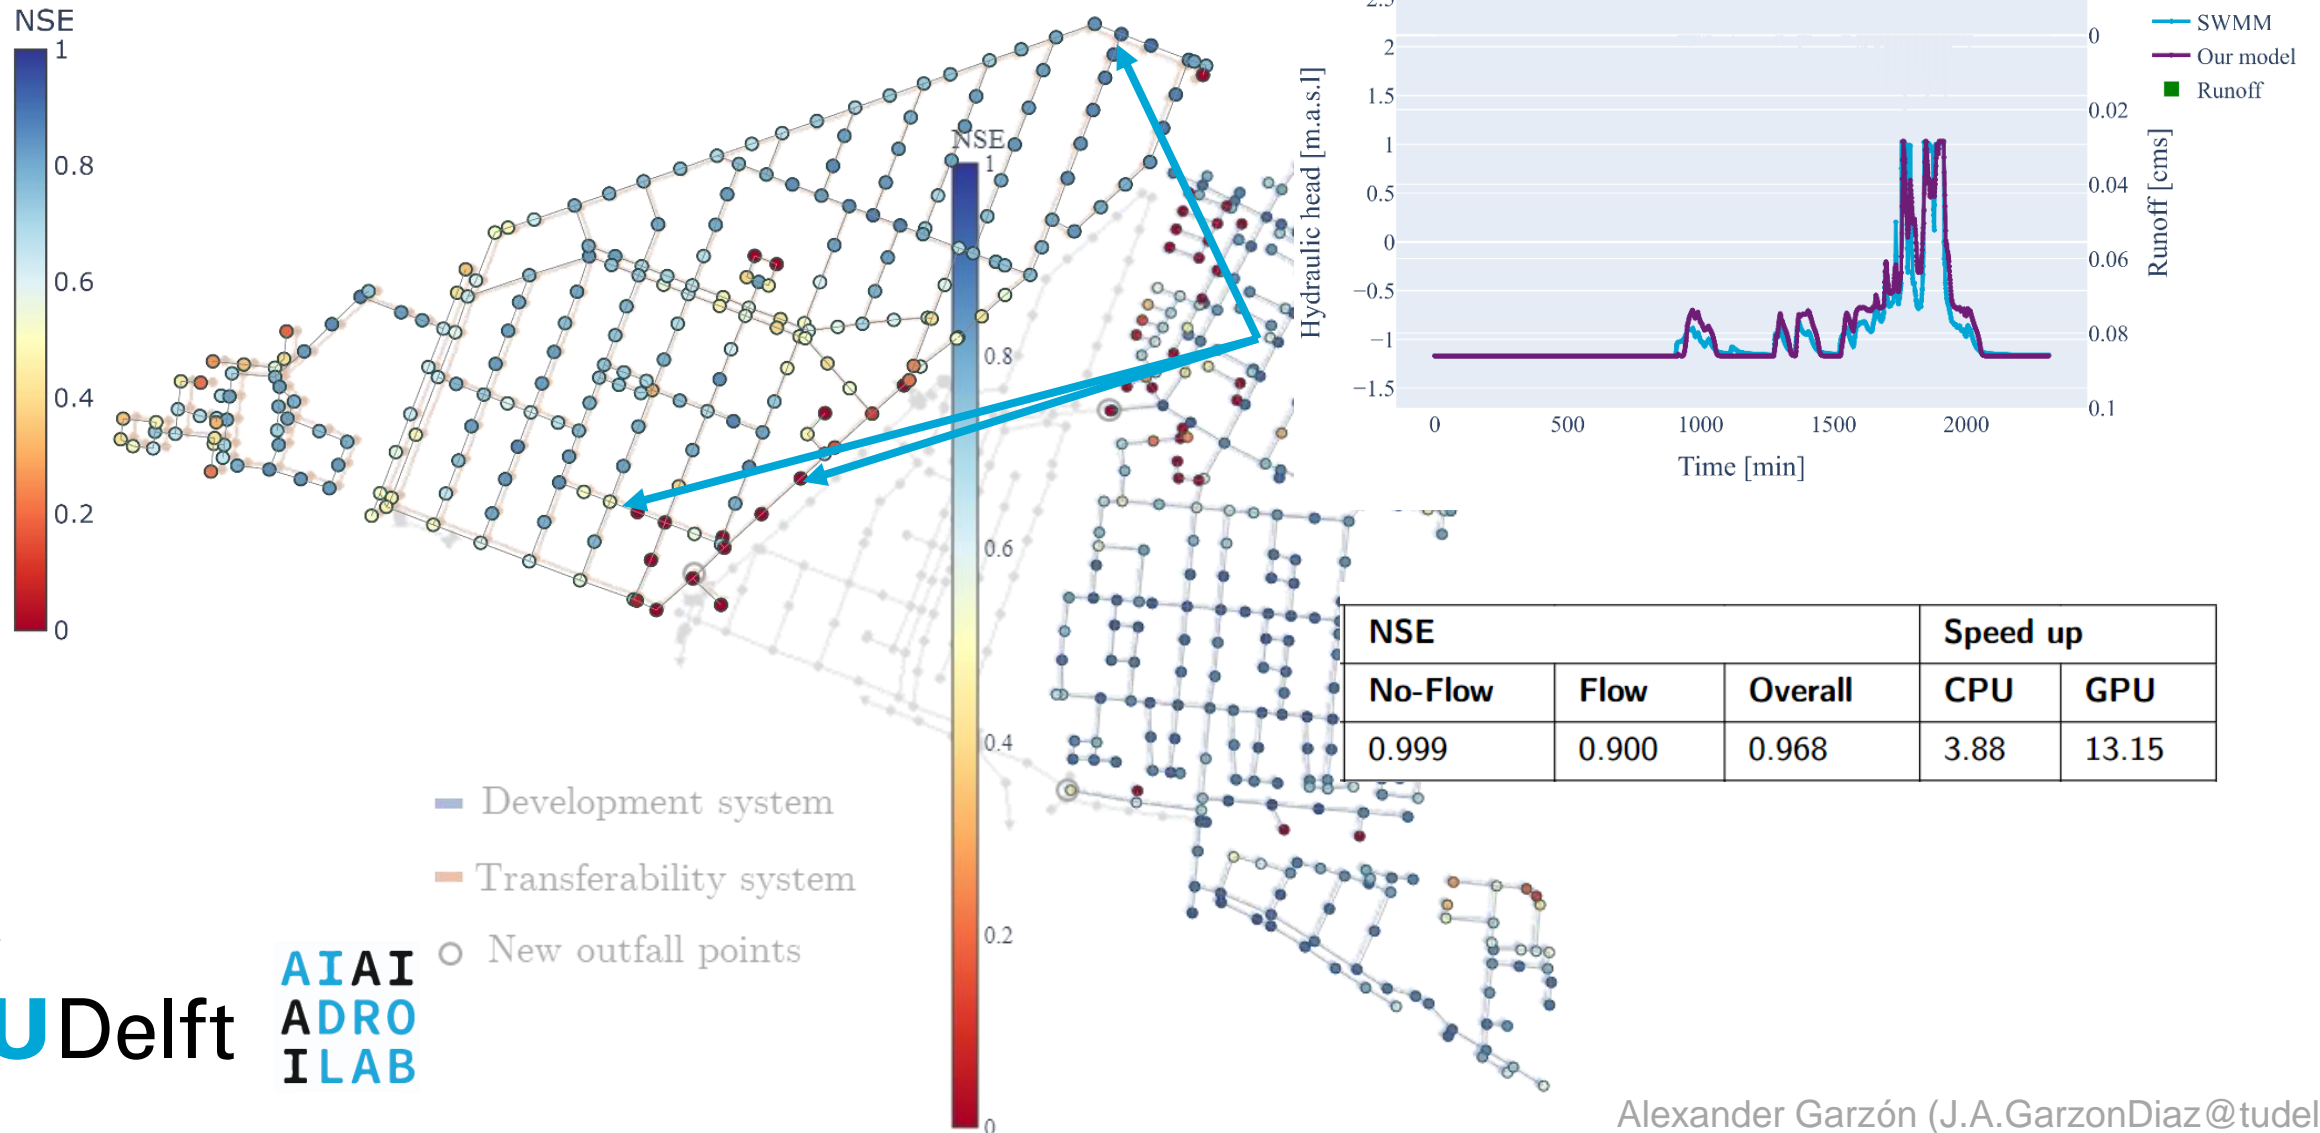 NSE
1
0.8
0.6
0.4
0.2
0
NSE
1
0.8
0.6
0.4
0.2
0
Hydraulic head [m.a.s.l]
2.5
2
1.5
1
0.5
0
−0.5
−1
−1.5
0
500
1000
1500
2000
Time [min]
0
0.02
0.04
0.06
0.08
0.1
Runoff [cms]
SWMM
Our model
Runoff
NSE Speed up
No-Flow Flow Overall CPU GPU
0.999 0.900 0.968 3.88 13.15
Development system
Transferability system
New outfall points
UDelft
AIAI
ADRO
ILAB
Alexander Garzón (J.A.GarzonDiaz@tudel